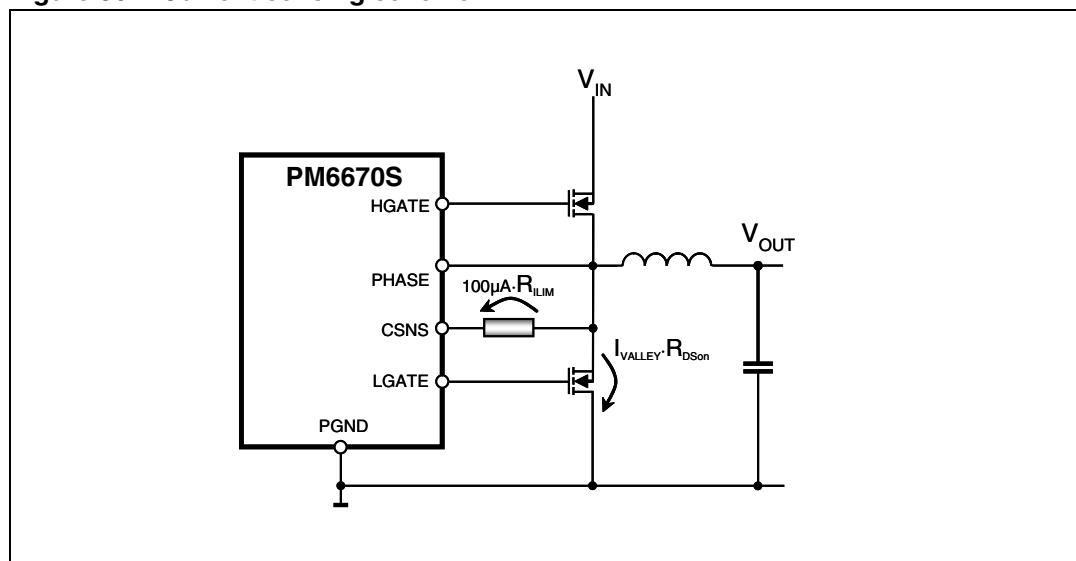 V_IN
PM6670S
HGATE
V_OUT
PHASE
100µA·R_ILIM
CSNS
I_VALLEY·R_DSon
LGATE
PGND